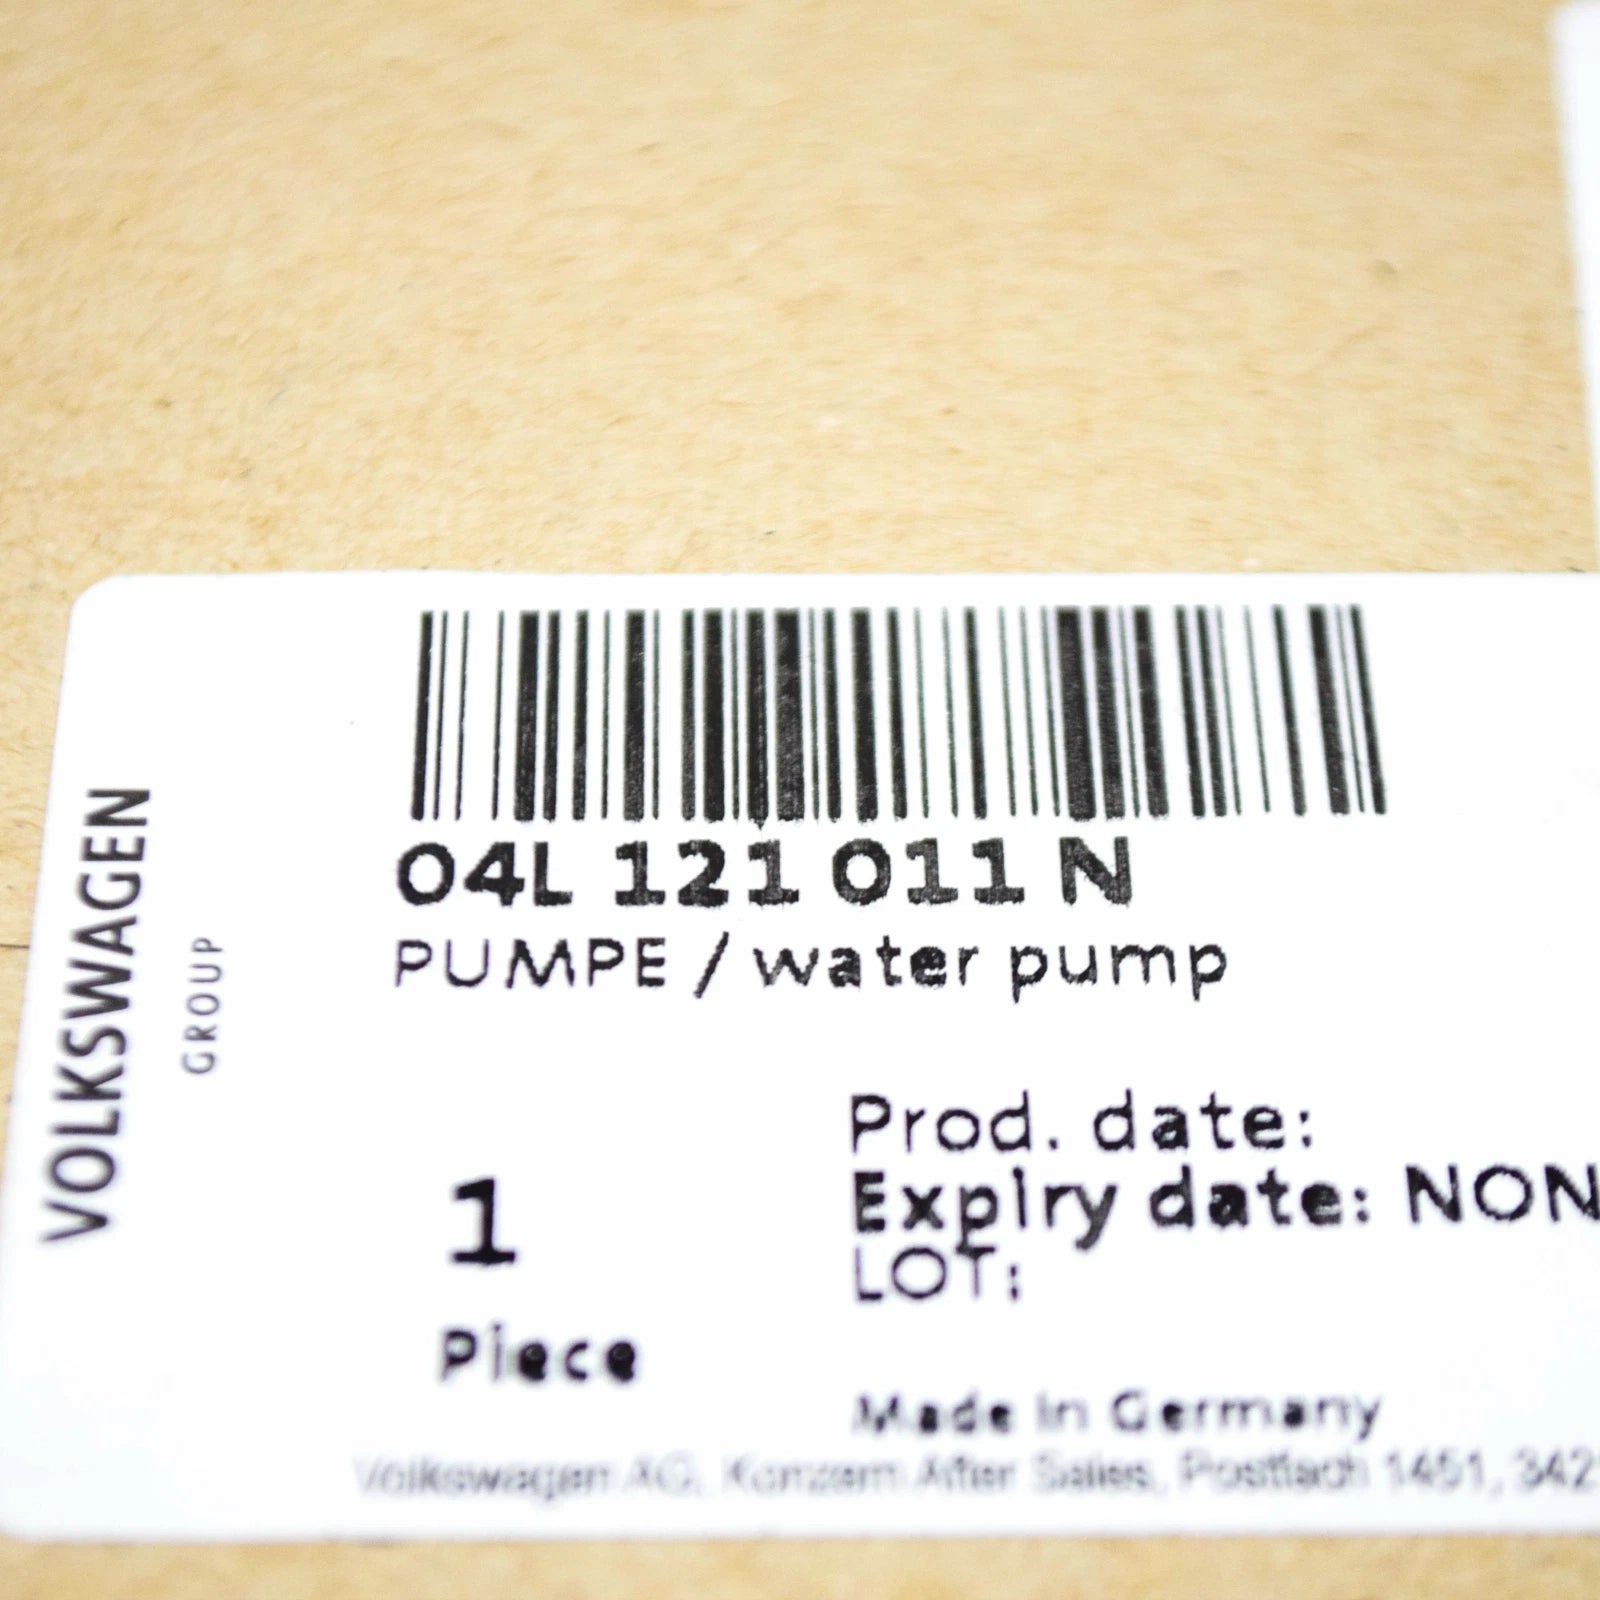 VOLKSWAGEN
GROUP
04L 121 011 N
PUMPE / water pump
Prod. date:
Expiry date: NON
LOT:
1
Piece
Made in Germany
Volkswagen AG, Konzern After Sales, Postfach 1451, 342